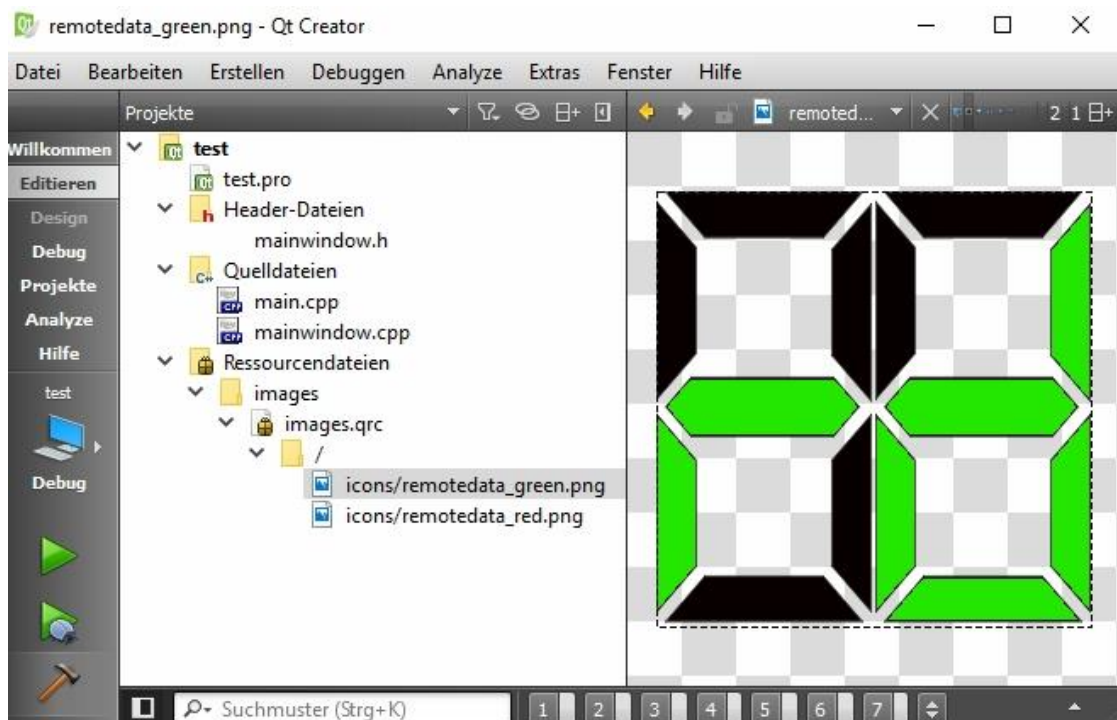 remotedata_green.png - Qt Creator
Datei Bearbeiten Erstellen Debuggen Analyze Extras Fenster Hilfe
Projekte
remoted...
2 1
Willkommen
Editieren
Design
Debug
Projekte
Analyze
Hilfe
test
Debug
test
test.pro
Header-Dateien
mainwindow.h
Quelldateien
main.cpp
mainwindow.cpp
Ressourcendateien
images
images.qrc
/
icons/remotedata_green.png
icons/remotedata_red.png
Suchmuster (Strg+K)
1 2 3 4 5 6 7